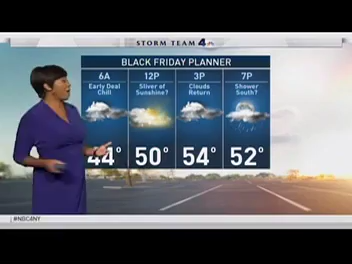 STORM TEAM 4
BLACK FRIDAY PLANNER
6A 12P 3P 7P
Early Deal Sliver of Clouds Shower
Chill Sunshine? Return South?
44° 50° 54° 52°
#NBC4NY